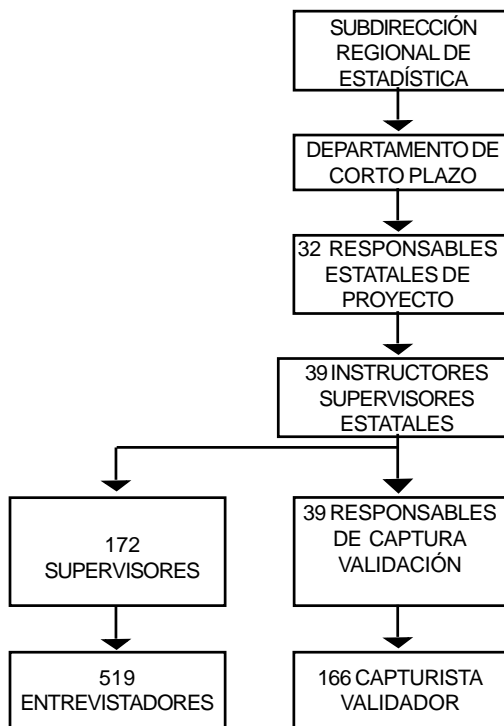 SUBDIRECCIÓN
REGIONAL DE
ESTADÍSTICA
DEPARTAMENTO DE
CORTO PLAZO
32 RESPONSABLES
ESTATALES DE
PROYECTO
39 INSTRUCTORES
SUPERVISORES
ESTATALES
172
SUPERVISORES
39 RESPONSABLES
DE CAPTURA
VALIDACIÓN
519
ENTREVISTADORES
166 CAPTURISTA
VALIDADOR